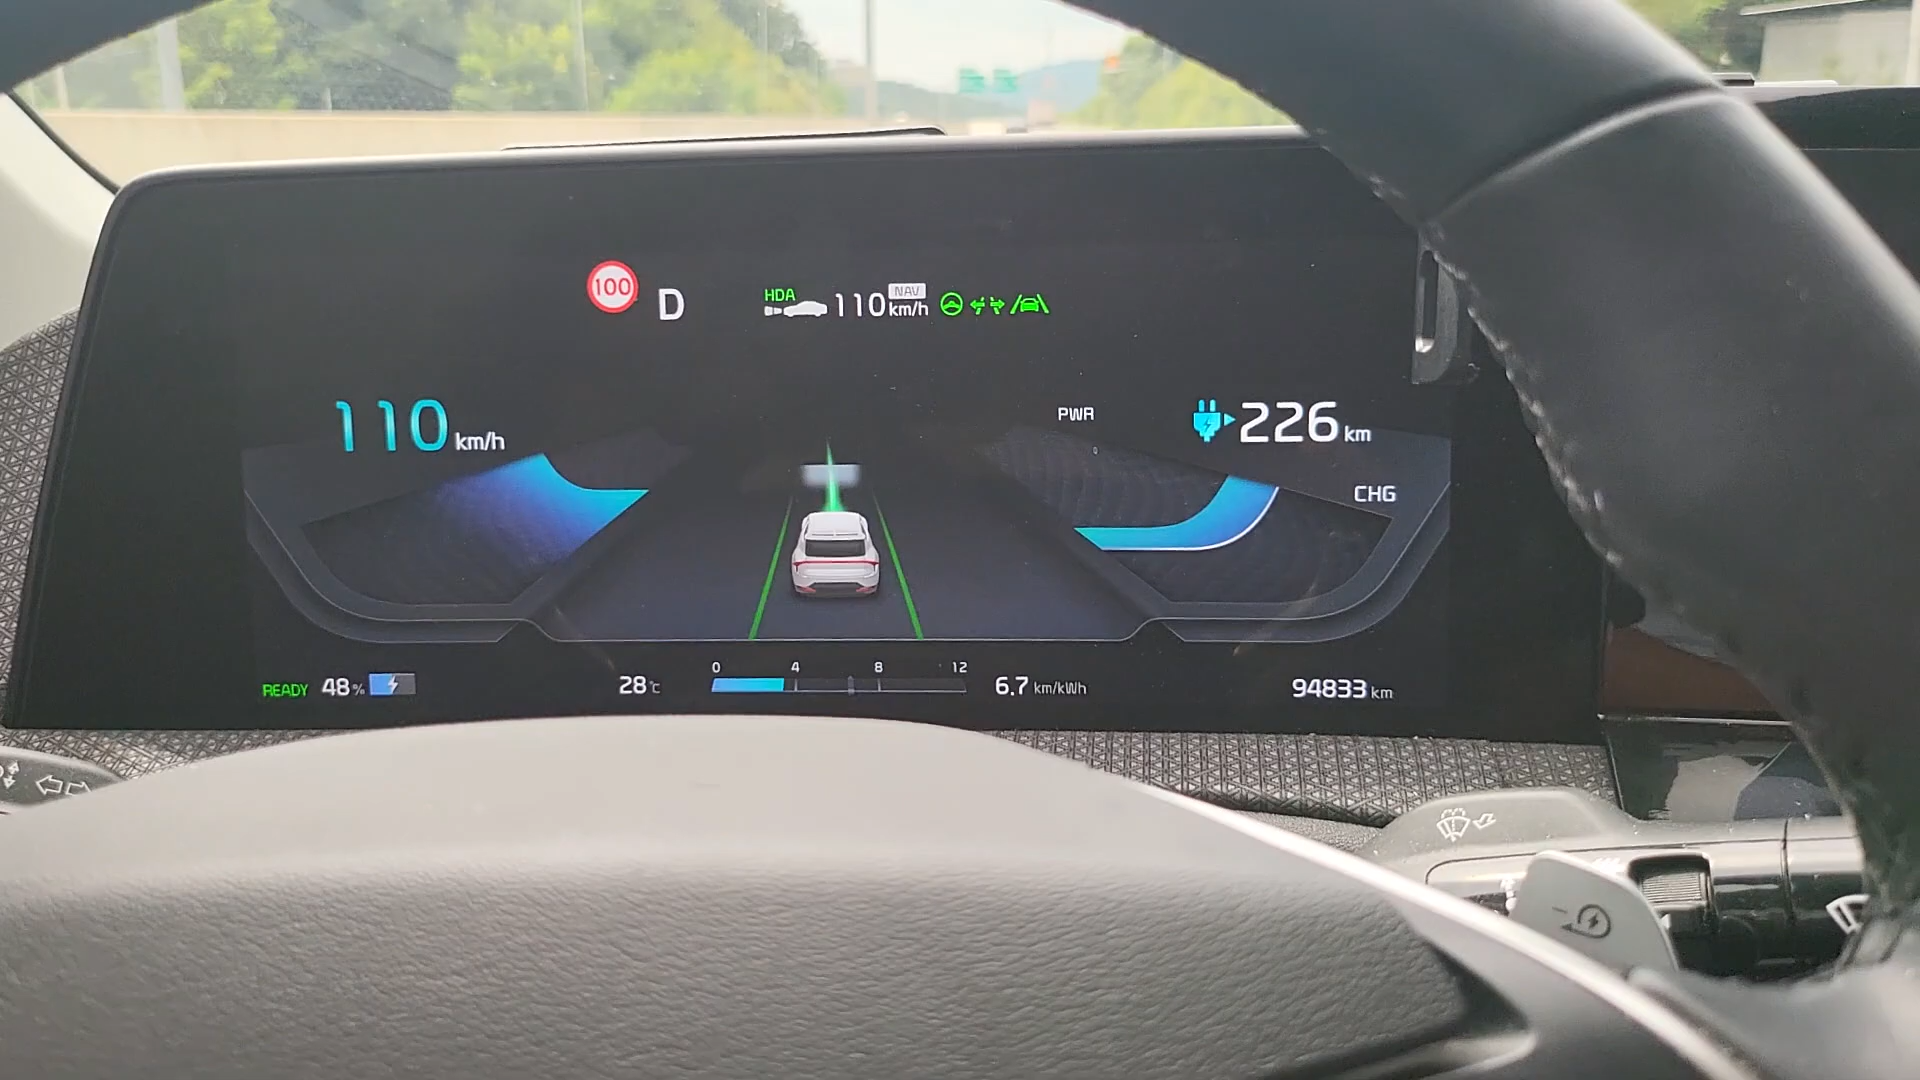 100
D
HDA
110 km/h
NAV
110 km/h
PWR
226 km
CHG
READY 48%
28°c
0 4 8 12
6.7 km/kWh
94833 km